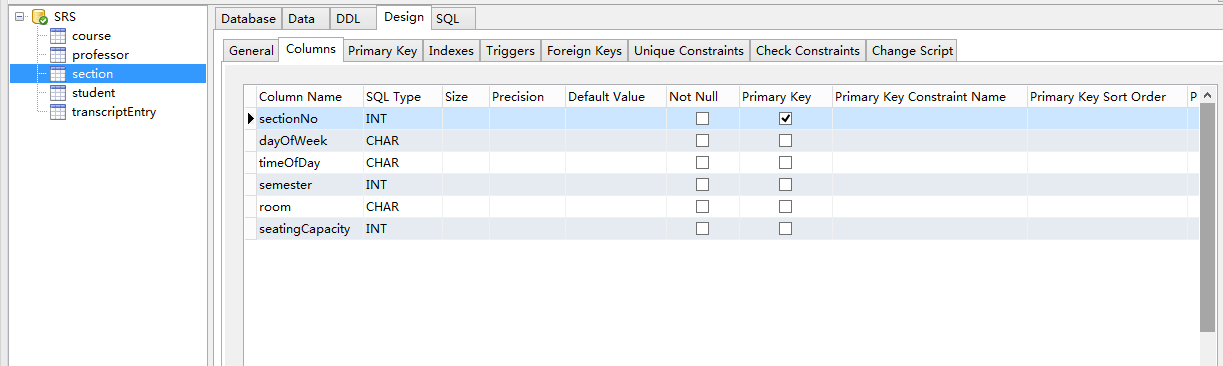 SRS
course
professor
section
student
transcriptEntry
Database Data DDL Design SQL
General Columns Primary Key Indexes Triggers Foreign Keys Unique Constraints Check Constraints Change Script
Column Name SQL Type Size Precision Default Value Not Null Primary Key Primary Key Constraint Name Primary Key Sort Order P
sectionNo INT
dayOfWeek CHAR
timeOfDay CHAR
semester INT
room CHAR
seatingCapacity INT